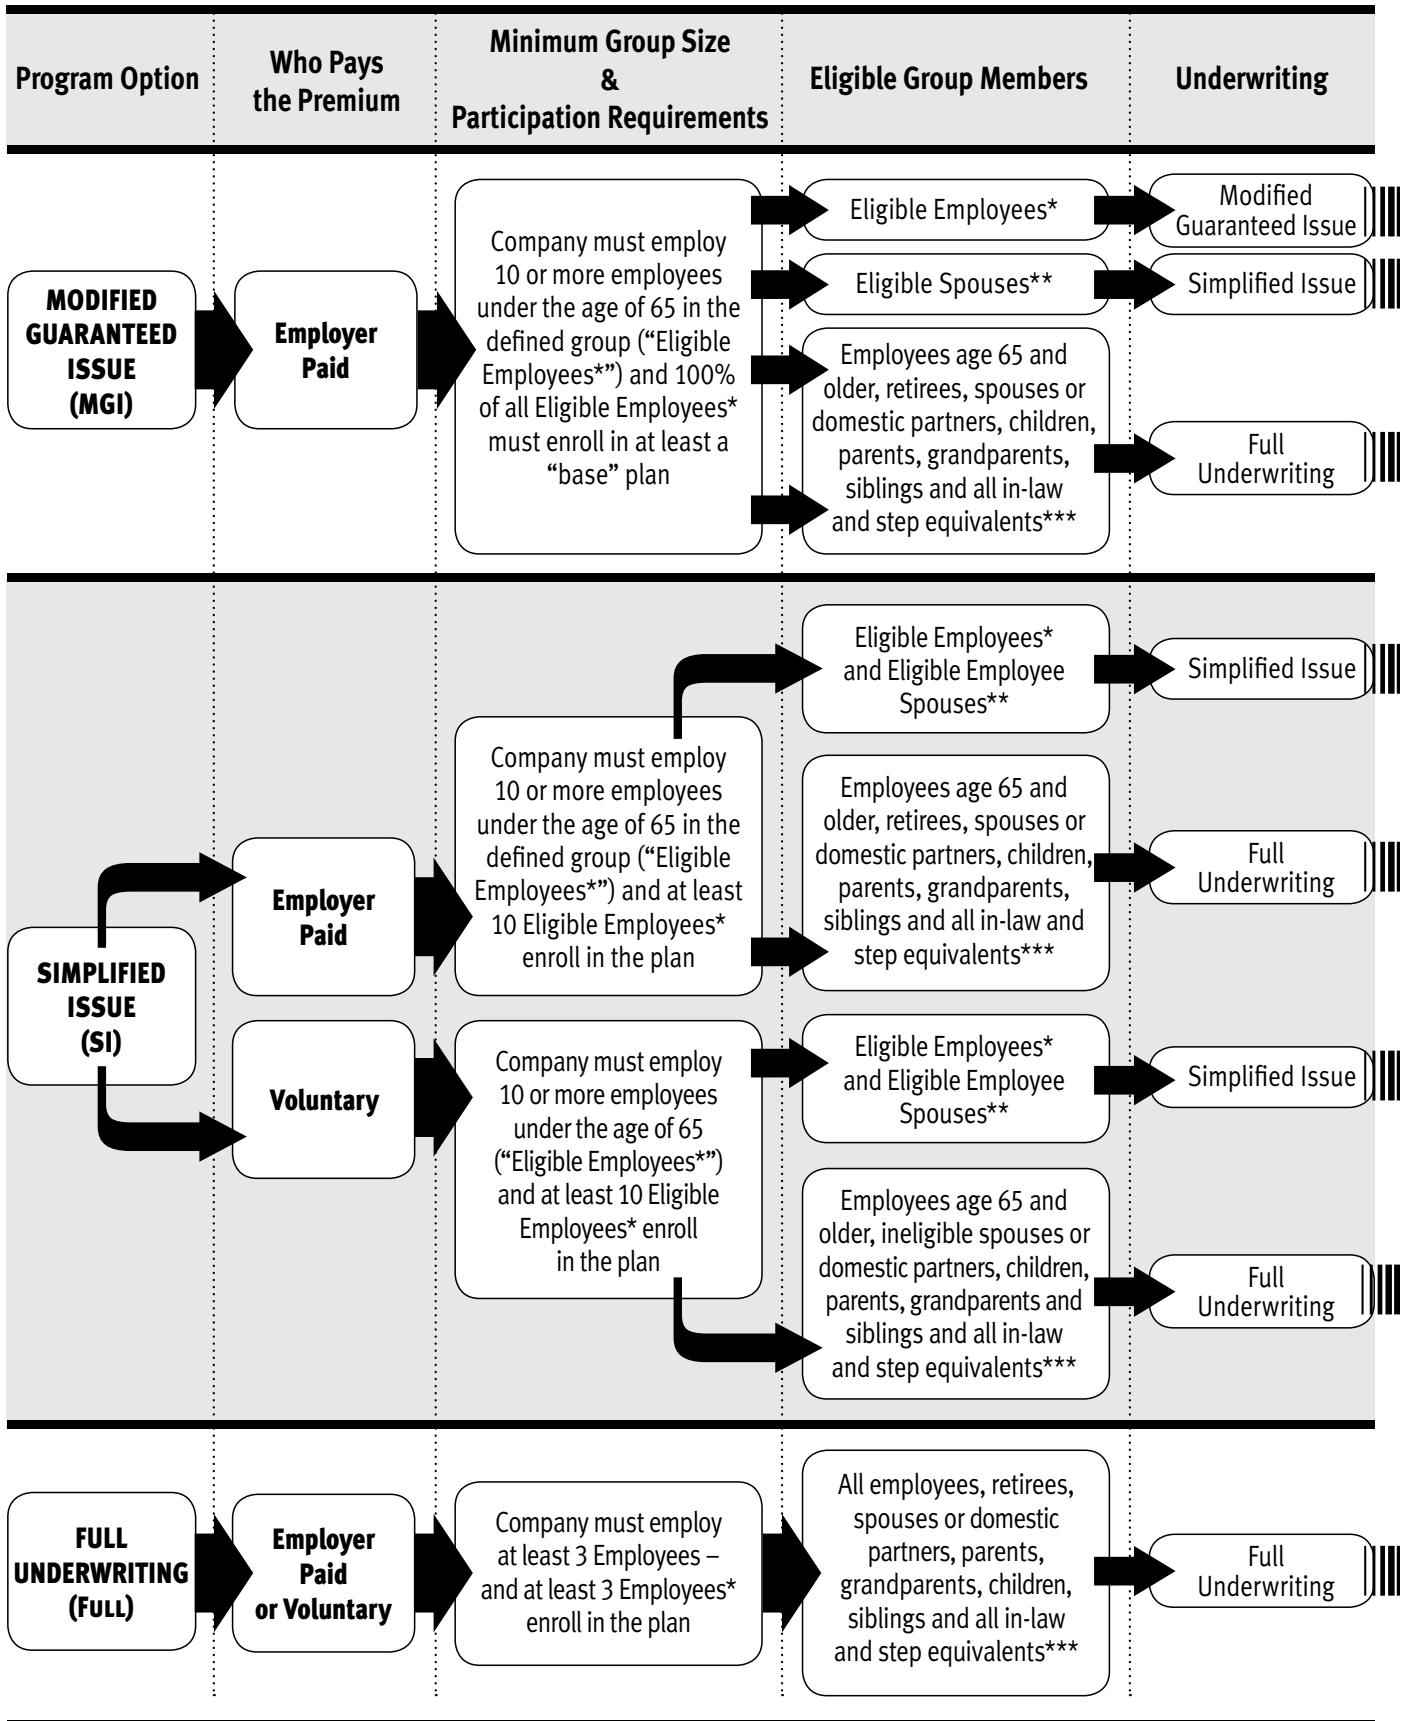 Program Option
Who Pays
the Premium
Minimum Group Size
&
Participation Requirements
Eligible Group Members
Underwriting
MODIFIED
GUARANTEED
ISSUE
(MGI)
Employer
Paid
Company must employ
10 or more employees
under the age of 65 in the
defined group (“Eligible
Employees*”) and 100%
of all Eligible Employees*
must enroll in at least a
“base” plan
Eligible Employees*
Modified
Guaranteed Issue
Eligible Spouses**
Simplified Issue
Employees age 65 and
older, retirees, spouses or
domestic partners, children,
parents, grandparents,
siblings and all in-law
and step equivalents***
Full
Underwriting
SIMPLIFIED
ISSUE
(SI)
Employer
Paid
Company must employ
10 or more employees
under the age of 65 in the
defined group (“Eligible
Employees*”) and at least
10 Eligible Employees*
enroll in the plan
Eligible Employees*
and Eligible Employee
Spouses**
Simplified Issue
Employees age 65 and
older, retirees, spouses or
domestic partners, children,
parents, grandparents,
siblings and all in-law and
step equivalents***
Full
Underwriting
Voluntary
Company must employ
10 or more employees
under the age of 65
(“Eligible Employees*”)
and at least 10 Eligible
Employees* enroll
in the plan
Eligible Employees*
and Eligible Employee
Spouses**
Simplified Issue
Employees age 65 and
older, ineligible spouses or
domestic partners, children,
parents, grandparents and
siblings and all in-law
and step equivalents***
Full
Underwriting
FULL
UNDERWRITING
(FULL)
Employer
Paid
or Voluntary
Company must employ
at least 3 Employees –
and at least 3 Employees*
enroll in the plan
All employees, retirees,
spouses or domestic
partners, parents,
grandparents, children,
siblings and all in-law
and step equivalents***
Full
Underwriting